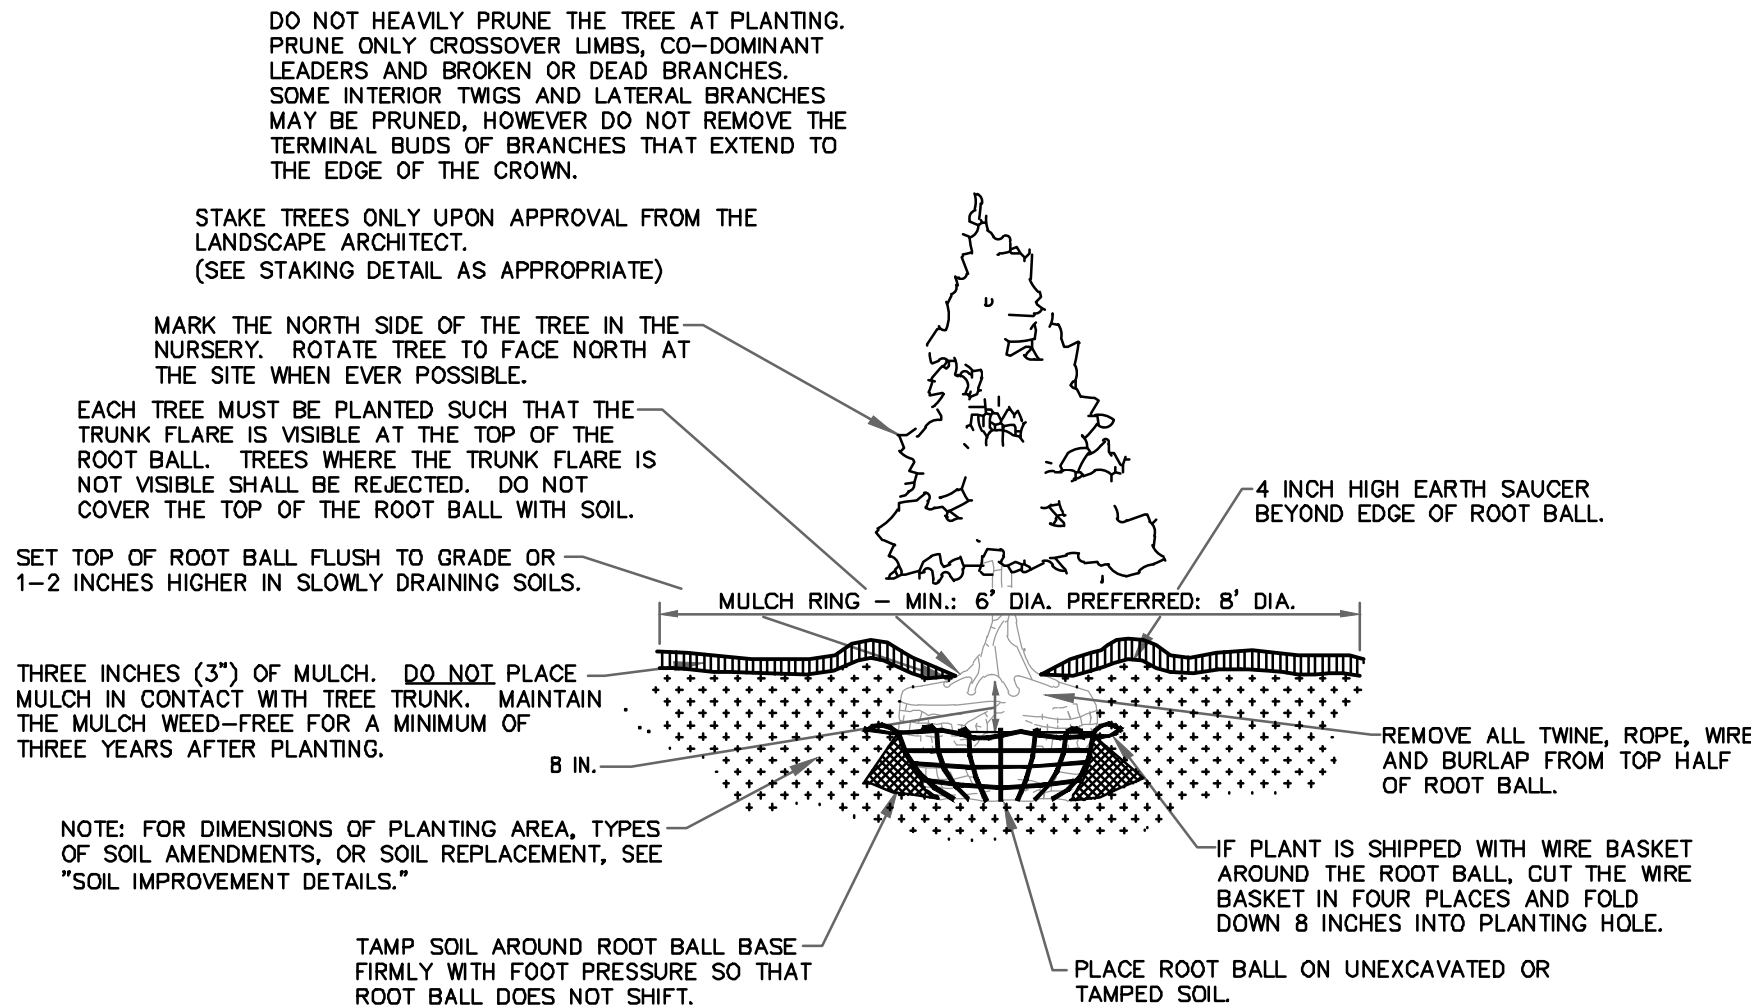 DO NOT HEAVILY PRUNE THE TREE AT PLANTING.
PRUNE ONLY CROSSOVER LIMBS, CO-DOMINANT
LEADERS AND BROKEN OR DEAD BRANCHES.
SOME INTERIOR TWIGS AND LATERAL BRANCHES
MAY BE PRUNED, HOWEVER DO NOT REMOVE THE
TERMINAL BUDS OF BRANCHES THAT EXTEND TO
THE EDGE OF THE CROWN.
STAKE TREES ONLY UPON APPROVAL FROM THE
LANDSCAPE ARCHITECT.
(SEE STAKING DETAIL AS APPROPRIATE)
MARK THE NORTH SIDE OF THE TREE IN THE
NURSERY. ROTATE TREE TO FACE NORTH AT
THE SITE WHEN EVER POSSIBLE.
EACH TREE MUST BE PLANTED SUCH THAT THE
TRUNK FLARE IS VISIBLE AT THE TOP OF THE
ROOT BALL. TREES WHERE THE TRUNK FLARE IS
NOT VISIBLE SHALL BE REJECTED. DO NOT
COVER THE TOP OF THE ROOT BALL WITH SOIL.
4 INCH HIGH EARTH SAUCER
BEYOND EDGE OF ROOT BALL.
SET TOP OF ROOT BALL FLUSH TO GRADE OR
1-2 INCHES HIGHER IN SLOWLY DRAINING SOILS.
MULCH RING - MIN.: 6' DIA. PREFERRED: 8' DIA.
THREE INCHES (3") OF MULCH. DO NOT PLACE
MULCH IN CONTACT WITH TREE TRUNK. MAINTAIN
THE MULCH WEED-FREE FOR A MINIMUM OF
THREE YEARS AFTER PLANTING.
8 IN.
REMOVE ALL TWINE, ROPE, WIRE
AND BURLAP FROM TOP HALF
OF ROOT BALL.
NOTE: FOR DIMENSIONS OF PLANTING AREA, TYPES
OF SOIL AMENDMENTS, OR SOIL REPLACEMENT, SEE
"SOIL IMPROVEMENT DETAILS."
IF PLANT IS SHIPPED WITH WIRE BASKET
AROUND THE ROOT BALL, CUT THE WIRE
BASKET IN FOUR PLACES AND FOLD
DOWN 8 INCHES INTO PLANTING HOLE.
TAMP SOIL AROUND ROOT BALL BASE
FIRMLY WITH FOOT PRESSURE SO THAT
ROOT BALL DOES NOT SHIFT.
PLACE ROOT BALL ON UNEXCAVATED OR
TAMPED SOIL.